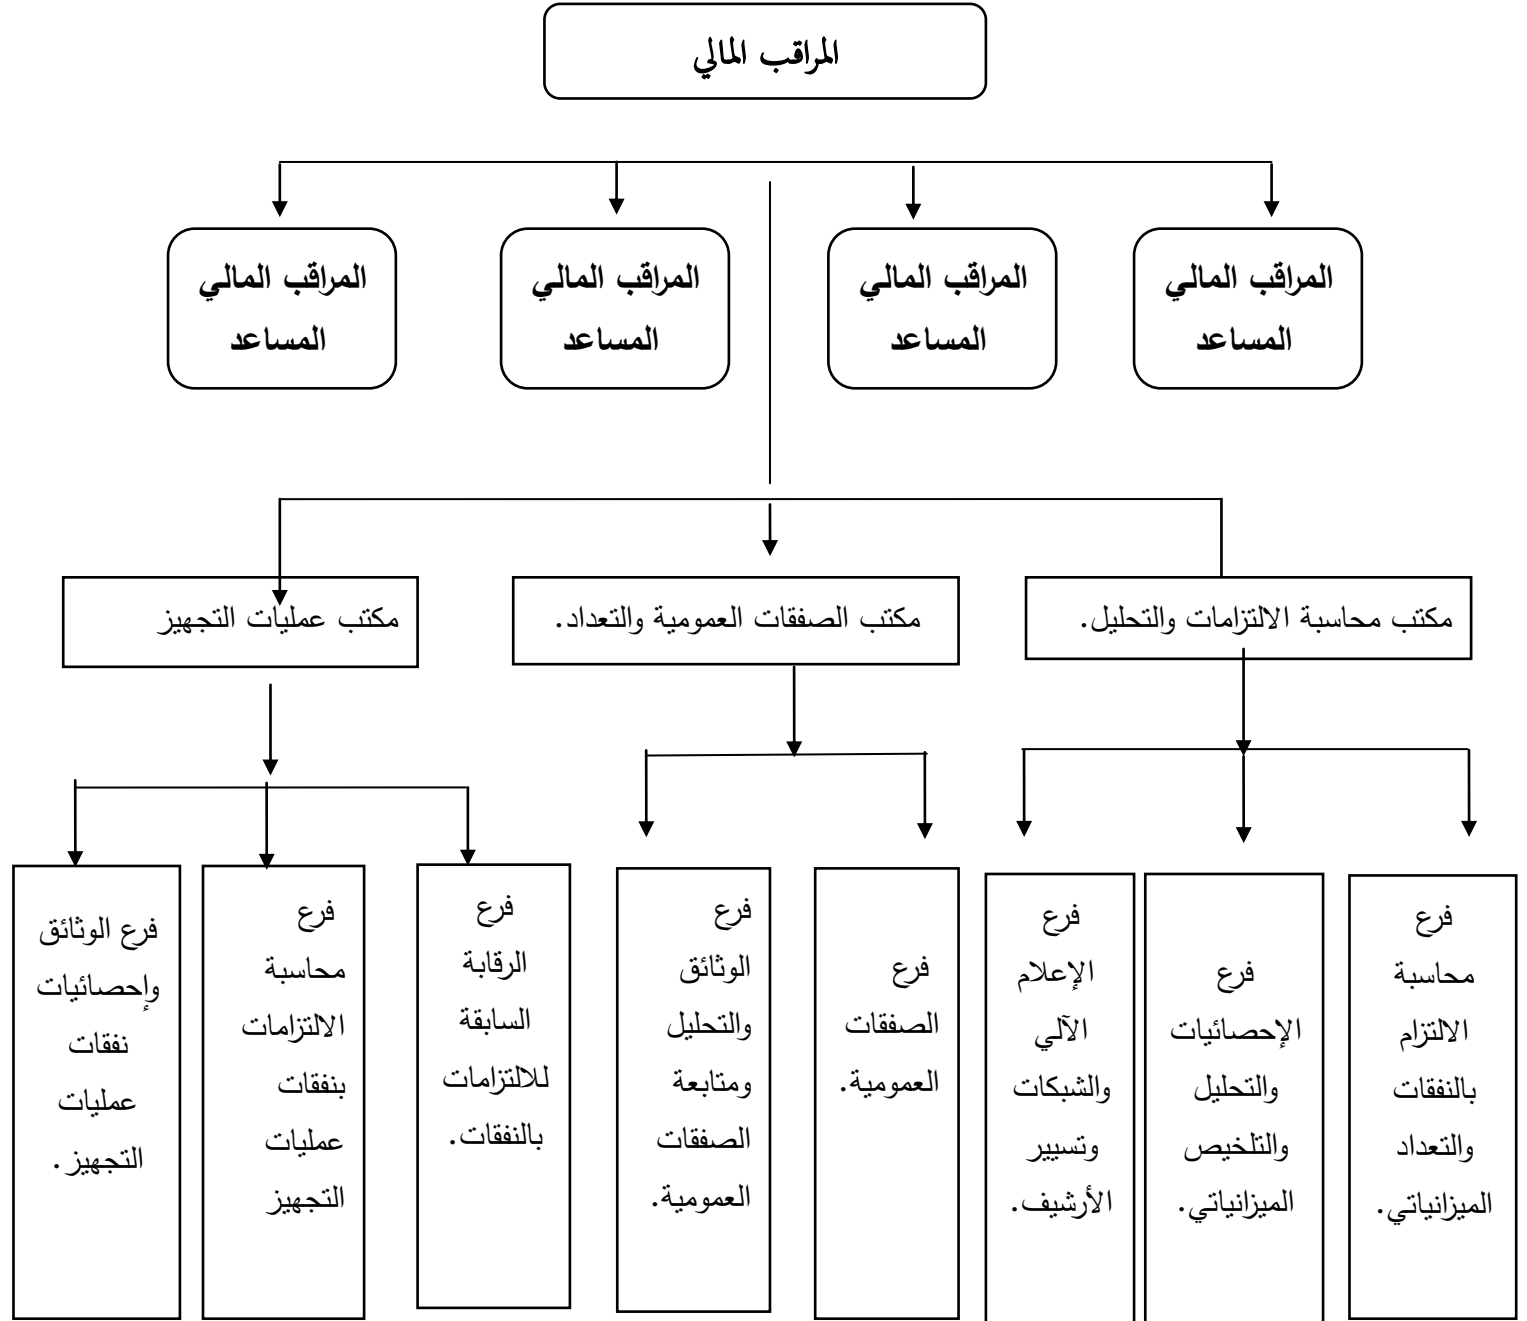 المراقب المالي
المراقب المالي
المساعد
المراقب المالي
المساعد
المراقب المالي
المساعد
المراقب المالي
المساعد
مكتب محاسبة الالتزامات والتحليل.
مكتب الصفقات العمومية والتعداد.
مكتب عمليات التجهيز
فرع
محاسبة
الالتزام
بالنفقات
والتعداد
الميزانياتي.
فرع
الإحصائيات
والتحليل
والتلخيص
الميزانياتي.
فرع
الإعلام
الآلي
والشبكات
وتسيير
الأرشيف.
فرع
الصفقات
العمومية.
فرع
الوثائق
والتحليل
ومتابعة
الصفقات
العمومية.
فرع
الرقابة
السابقة
للالتزامات
بالنفقات.
فرع
محاسبة
الالتزامات
بنفقات
عمليات
التجهيز
فرع الوثائق
وإحصائيات
نفقات
عمليات
التجهيز.